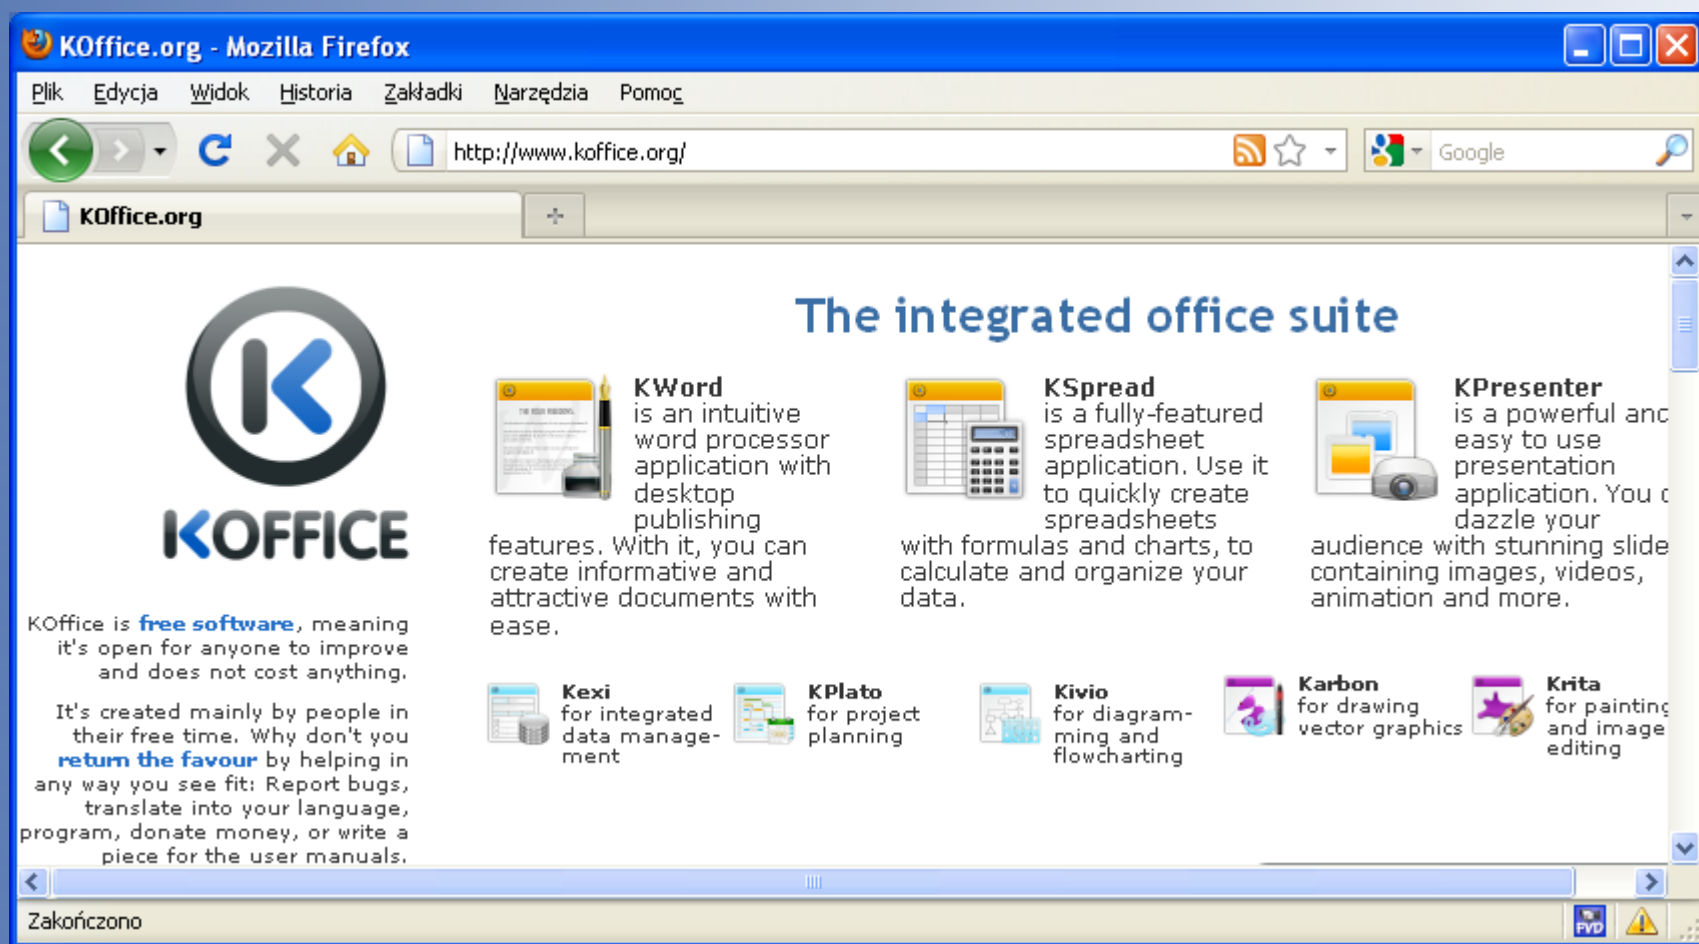 KOffice.org - Mozilla Firefox
Plik Edycja Widok Historia Zakładki Narzędzia Pomoc
http://www.koffice.org/
Google
KOffice.org
KOFFICE
KOffice is free software, meaning
it's open for anyone to improve
and does not cost anything.
It's created mainly by people in
their free time. Why don't you
return the favour by helping in
any way you see fit: Report bugs,
translate into your language,
program, donate money, or write a
piece for the user manuals.
The integrated office suite
KWord
is an intuitive
word processor
application with
desktop
publishing
features. With it, you can
create informative and
attractive documents with
ease.
KSpread
is a fully-featured
spreadsheet
application. Use it
to quickly create
spreadsheets
with formulas and charts, to
calculate and organize your
data.
KPresenter
is a powerful and
easy to use
presentation
application. You
dazzle your
audience with stunning slide
containing images, videos,
animation and more.
Kexi
for integrated
data manage-
ment
KPlato
for project
planning
Kivio
for diagram-
ming and
flowcharting
Karbon
for drawing
vector graphics
Krita
for painting
and image
editing
Zakończono
FVD